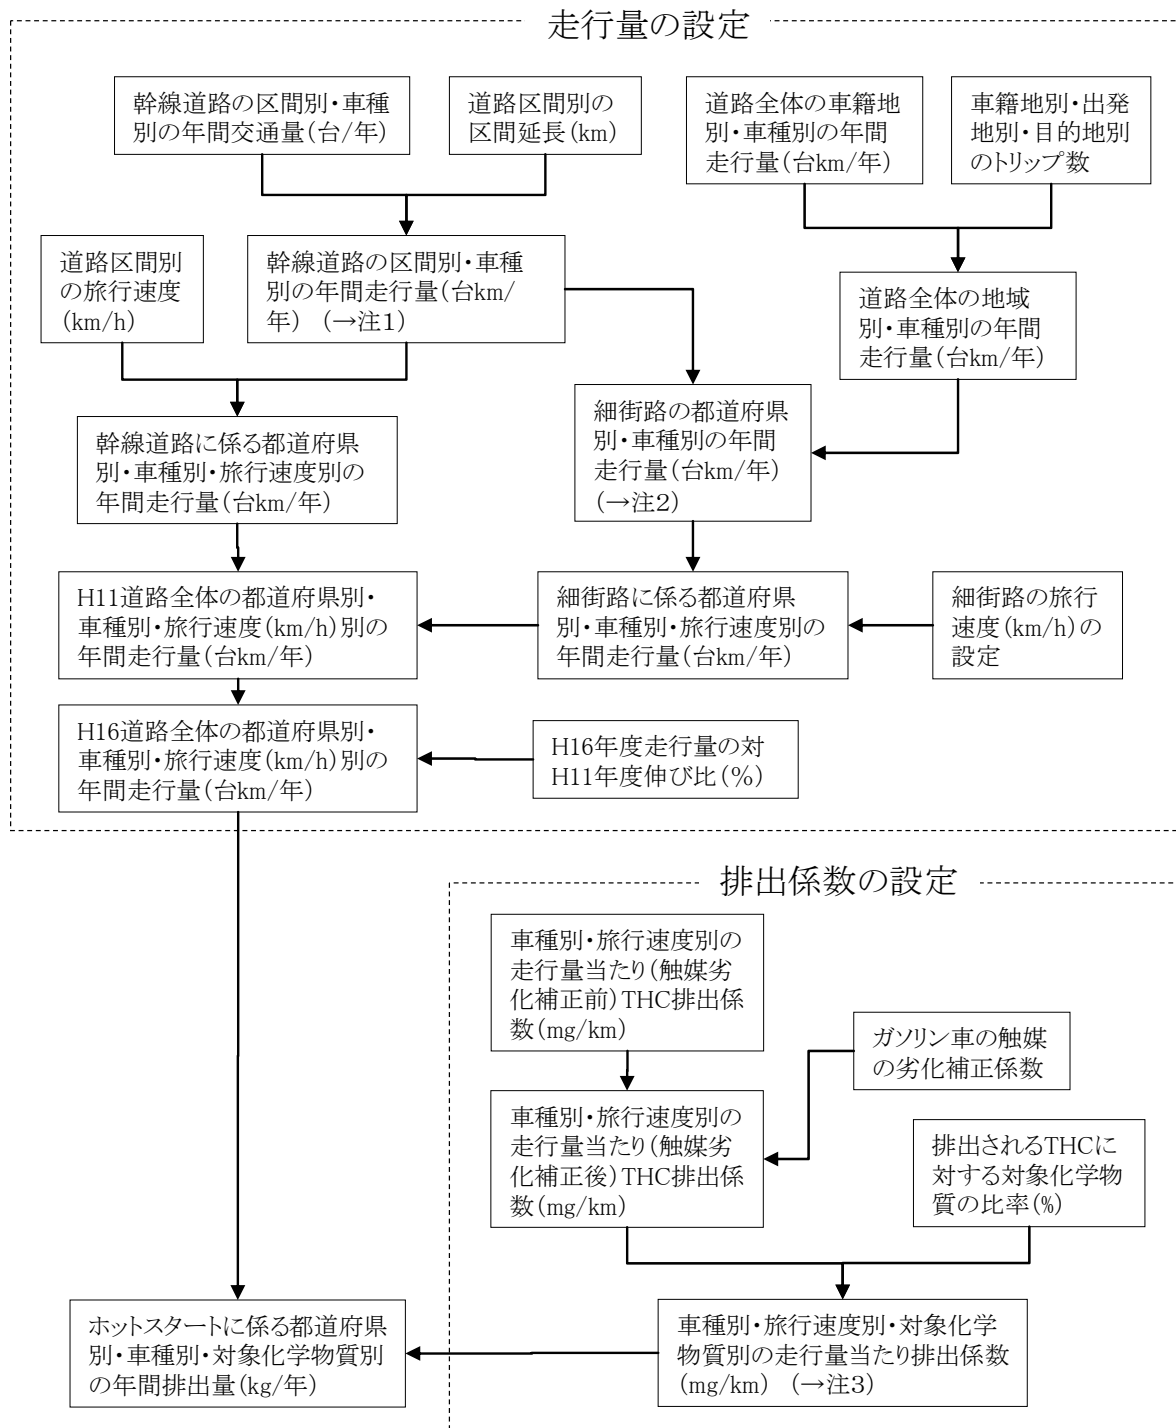 走行量の設定
幹線道路の区間別・車種
別の年間交通量(台/年)
道路区間別の
区間延長(km)
道路全体の車籍地
別・車種別の年間
走行量(台km/年)
車籍地別・出発
地別・目的地別
のトリップ数
道路区間別
の旅行速度
(km/h)
幹線道路の区間別・車種
別の年間走行量(台km/
年) (→注1)
道路全体の地域
別・車種別の年間
走行量(台km/年)
幹線道路に係る都道府県
別・車種別・旅行速度別の
年間走行量(台km/年)
細街路の都道府県
別・車種別の年間
走行量(台km/年)
(→注2)
H11道路全体の都道府県別・
車種別・旅行速度(km/h)別の
年間走行量(台km/年)
細街路に係る都道府県
別・車種別・旅行速度別の
年間走行量(台km/年)
細街路の旅行
速度(km/h)の
設定
H16道路全体の都道府県別・
車種別・旅行速度(km/h)別の
年間走行量(台km/年)
H16年度走行量の対
H11年度伸び比(%)
排出係数の設定
車種別・旅行速度別の
走行量当たり(触媒劣
化補正前)THC排出係
数(mg/km)
ガソリン車の触媒
の劣化補正係数
車種別・旅行速度別の
走行量当たり(触媒劣
化補正後)THC排出係
数(mg/km)
排出されるTHCに
対する対象化学物
質の比率(%)
ホットスタートに係る都道府県
別・車種別・対象化学物質別
の年間排出量(kg/年)
車種別・旅行速度別・対象化学
物質別の走行量当たり排出係数
(mg/km) (→注3)